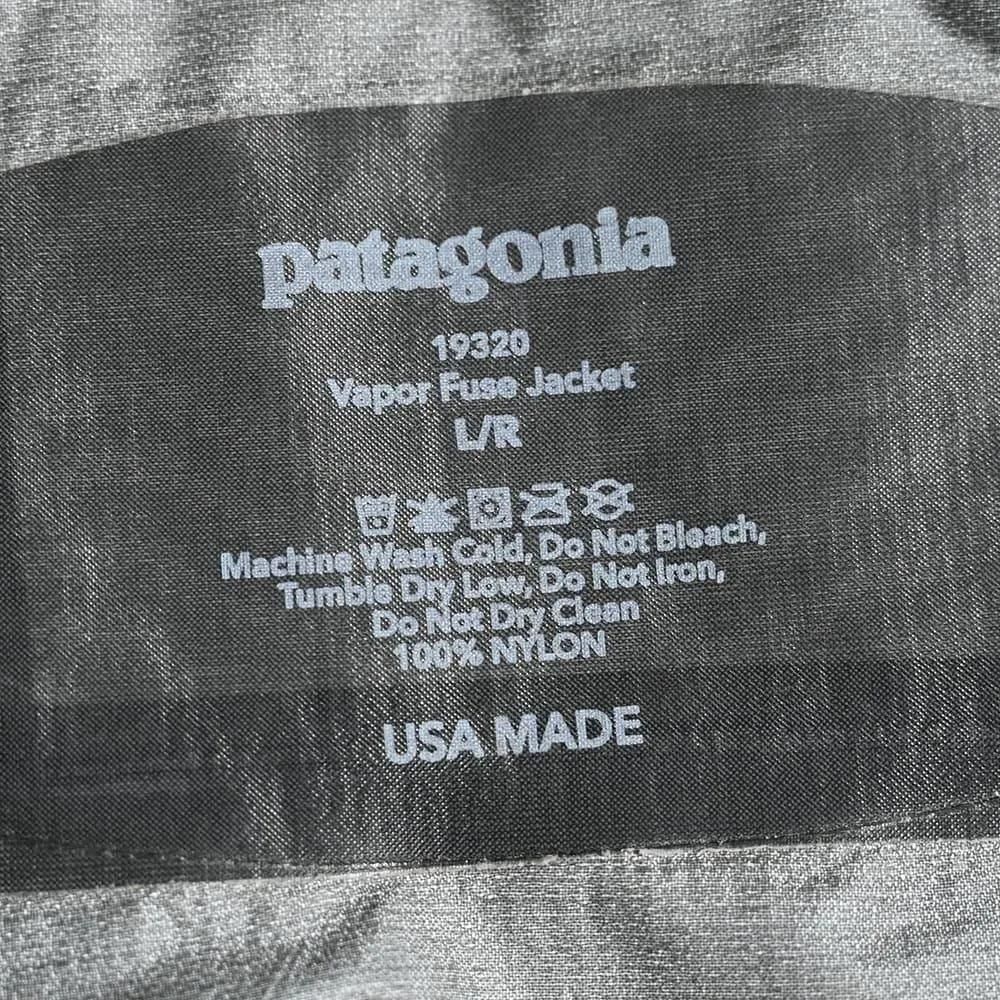 patagonia
19320
Vapor Fuse Jacket
L/R
Machine Wash Cold, Do Not Bleach,
Tumble Dry Low, Do Not Iron,
Do Not Dry Clean
100% NYLON
USA MADE